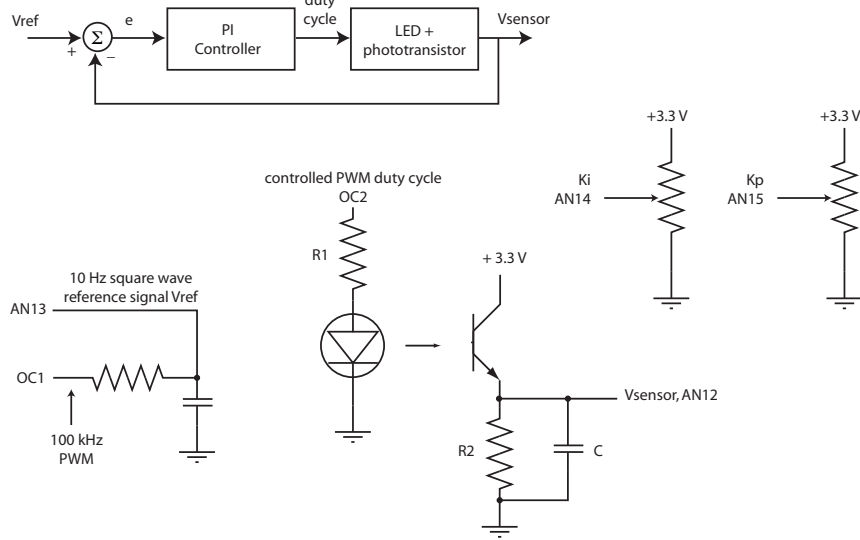 duty
cycle
Vref
e
PI
Controller
LED +
phototransistor
Vsensor
+
Σ
−
+3.3 V
+3.3 V
Ki
AN14
Kp
AN15
controlled PWM duty cycle
OC2
R1
+ 3.3 V
10 Hz square wave
reference signal Vref
AN13
OC1
100 kHz
PWM
Vsensor, AN12
R2
C